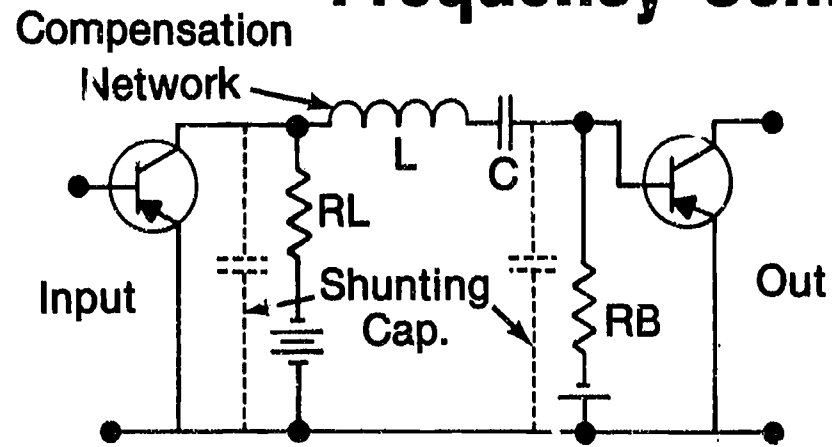 Compensation
Network
L
C
RL
Input
Shunting
Cap.
RB
Out